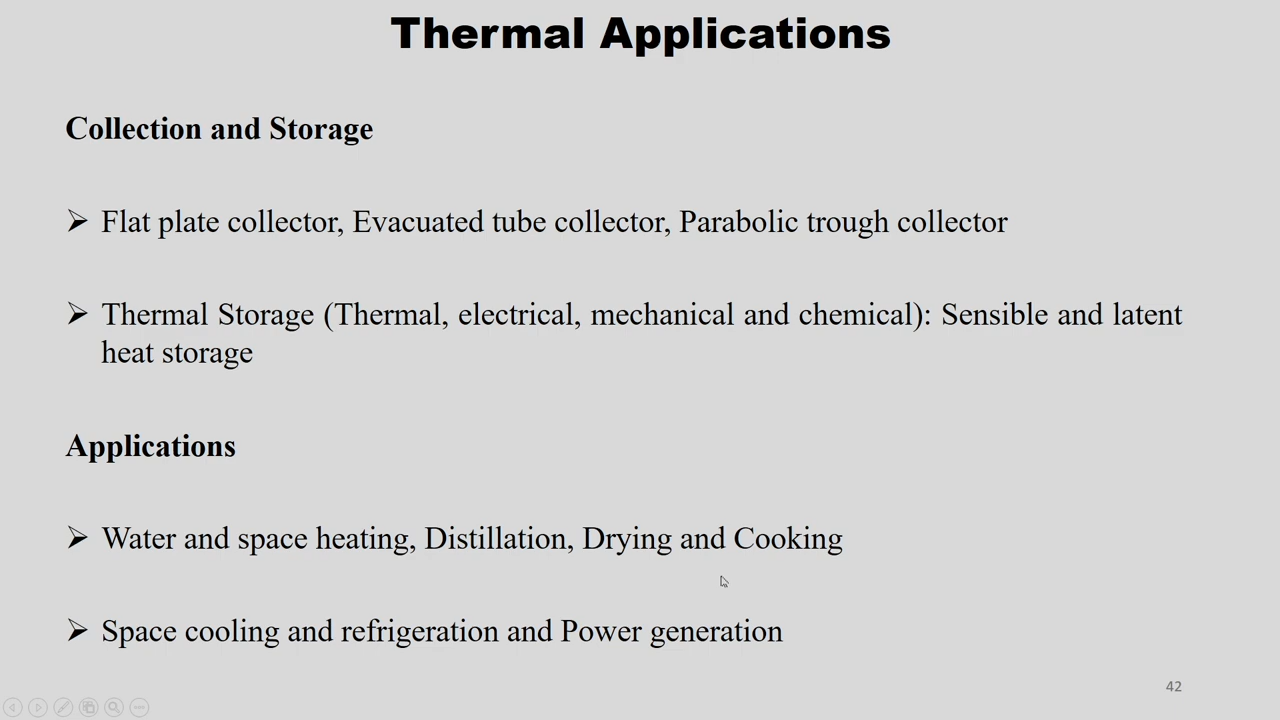 Thermal Applications
Collection and Storage
➢ Flat plate collector, Evacuated tube collector, Parabolic trough collector
➢ Thermal Storage (Thermal, electrical, mechanical and chemical): Sensible and latent
heat storage
Applications
➢ Water and space heating, Distillation, Drying and Cooking
➢ Space cooling and refrigeration and Power generation
42